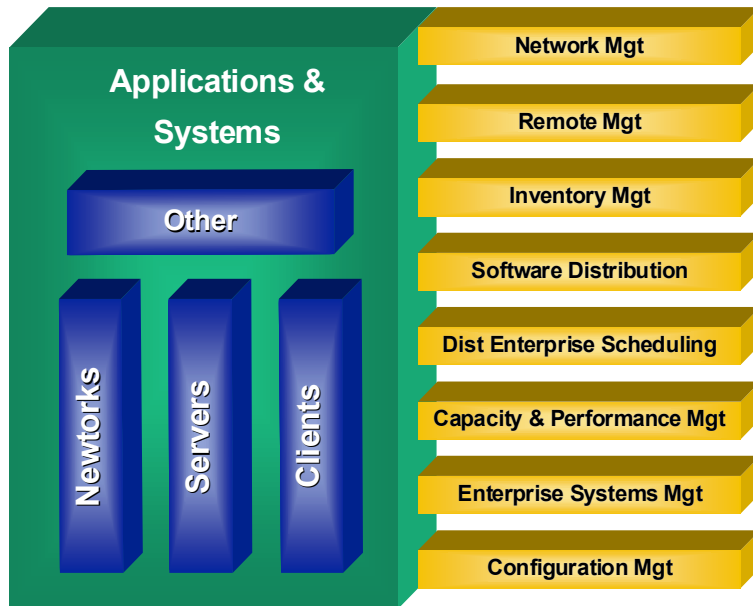 Applications &
Systems
Other
Newtorks
Servers
Clients
Network Mgt
Remote Mgt
Inventory Mgt
Software Distribution
Dist Enterprise Scheduling
Capacity & Performance Mgt
Enterprise Systems Mgt
Configuration Mgt